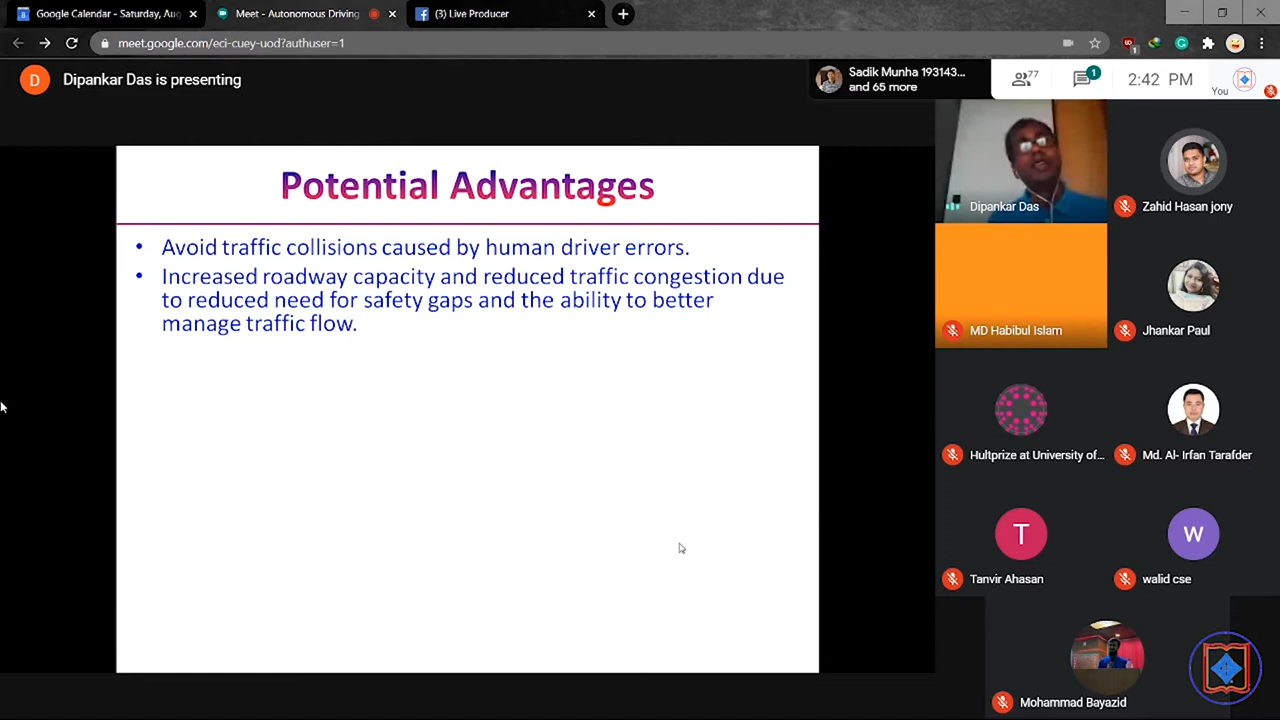 Google Calendar - Saturday, Aug
Meet - Autonomous Driving
(3) Live Producer
meet.google.com/eci-cuey-uod?authuser=1
D
Dipankar Das is presenting
Sadik Munha 193143...
and 65 more
77
1
2:42 PM
You
Potential Advantages
• Avoid traffic collisions caused by human driver errors.
• Increased roadway capacity and reduced traffic congestion due
to reduced need for safety gaps and the ability to better
manage traffic flow.
Dipankar Das
Zahid Hasan jony
MD Habibul Islam
Jhankar Paul
Hultprize at University of...
Md. Al- Irfan Tarafder
T
Tanvir Ahasan
W
walid cse
Mohammad Bayazid